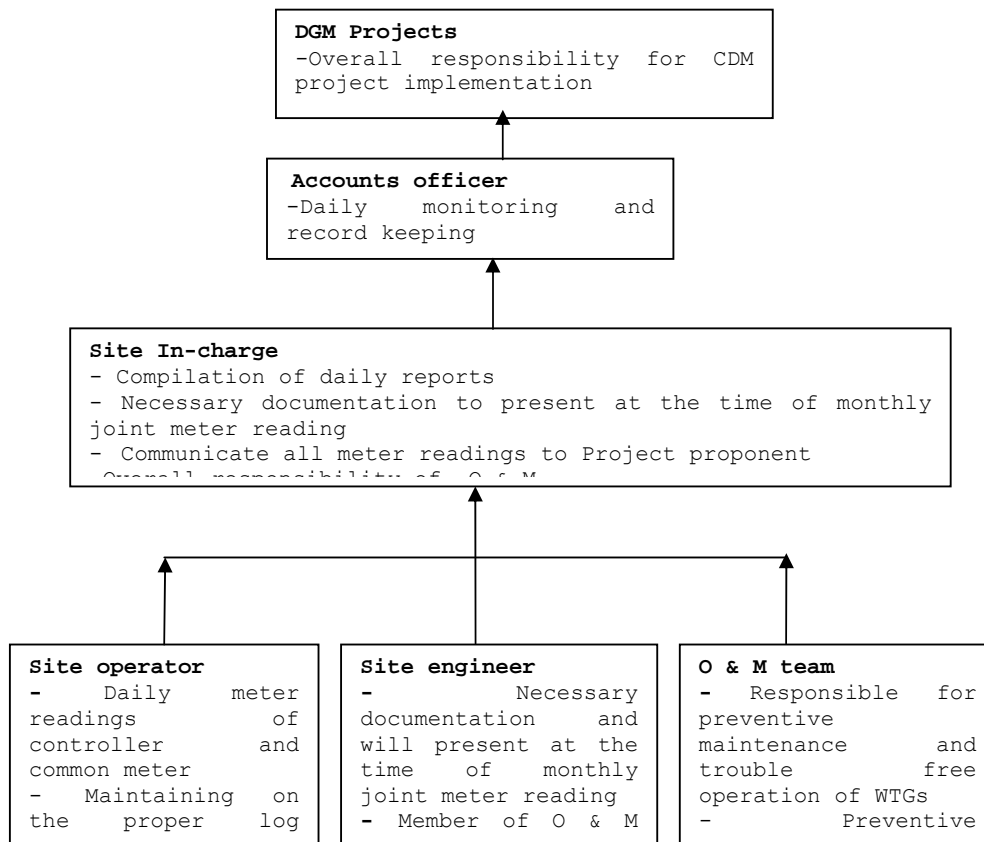 DGM Projects
-Overall responsibility for CDM
project implementation
Accounts officer
-Daily monitoring and
record keeping
Site In-charge
- Compilation of daily reports
- Necessary documentation to present at the time of monthly
joint meter reading
- Communicate all meter readings to Project proponent
-Overall responsibility of O & M
Site operator
- Daily meter
readings of
controller and
common meter
- Maintaining on
the proper log
Site engineer
- Necessary
documentation and
will present at the
time of monthly
joint meter reading
- Member of O & M
O & M team
- Responsible for
preventive
maintenance and
trouble free
operation of WTGs
- Preventive